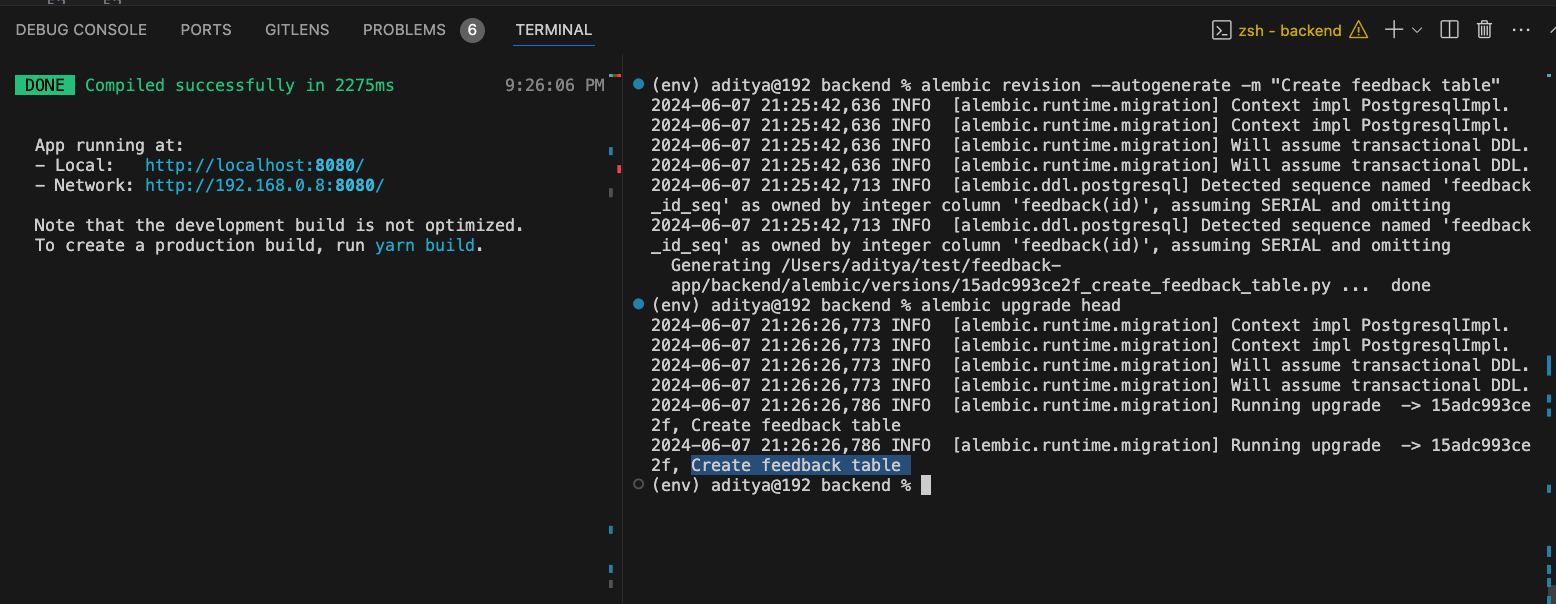 DEBUG CONSOLE PORTS GITLENS PROBLEMS 6 TERMINAL zsh - backend
DONE Compiled successfully in 2275ms 9:26:06 PM
App running at:
- Local: http://localhost:8080/
- Network: http://192.168.0.8:8080/
Note that the development build is not optimized.
To create a production build, run yarn build.
(env) aditya@192 backend % alembic revision --autogenerate -m "Create feedback table"
2024-06-07 21:25:42,636 INFO [alembic.runtime.migration] Context impl PostgresqlImpl.
2024-06-07 21:25:42,636 INFO [alembic.runtime.migration] Context impl PostgresqlImpl.
2024-06-07 21:25:42,636 INFO [alembic.runtime.migration] Will assume transactional DDL.
2024-06-07 21:25:42,636 INFO [alembic.runtime.migration] Will assume transactional DDL.
2024-06-07 21:25:42,713 INFO [alembic.ddl.postgresql] Detected sequence named 'feedback
_id_seq' as owned by integer column 'feedback(id)', assuming SERIAL and omitting
2024-06-07 21:25:42,713 INFO [alembic.ddl.postgresql] Detected sequence named 'feedback
_id_seq' as owned by integer column 'feedback(id)', assuming SERIAL and omitting
Generating /Users/aditya/test/feedback-
app/backend/alembic/versions/15adc993ce2f_create_feedback_table.py ... done
(env) aditya@192 backend % alembic upgrade head
2024-06-07 21:26:26,773 INFO [alembic.runtime.migration] Context impl PostgresqlImpl.
2024-06-07 21:26:26,773 INFO [alembic.runtime.migration] Context impl PostgresqlImpl.
2024-06-07 21:26:26,773 INFO [alembic.runtime.migration] Will assume transactional DDL.
2024-06-07 21:26:26,773 INFO [alembic.runtime.migration] Will assume transactional DDL.
2024-06-07 21:26:26,786 INFO [alembic.runtime.migration] Running upgrade -> 15adc993ce
2f, Create feedback table
2024-06-07 21:26:26,786 INFO [alembic.runtime.migration] Running upgrade -> 15adc993ce
2f, Create feedback table
(env) aditya@192 backend %